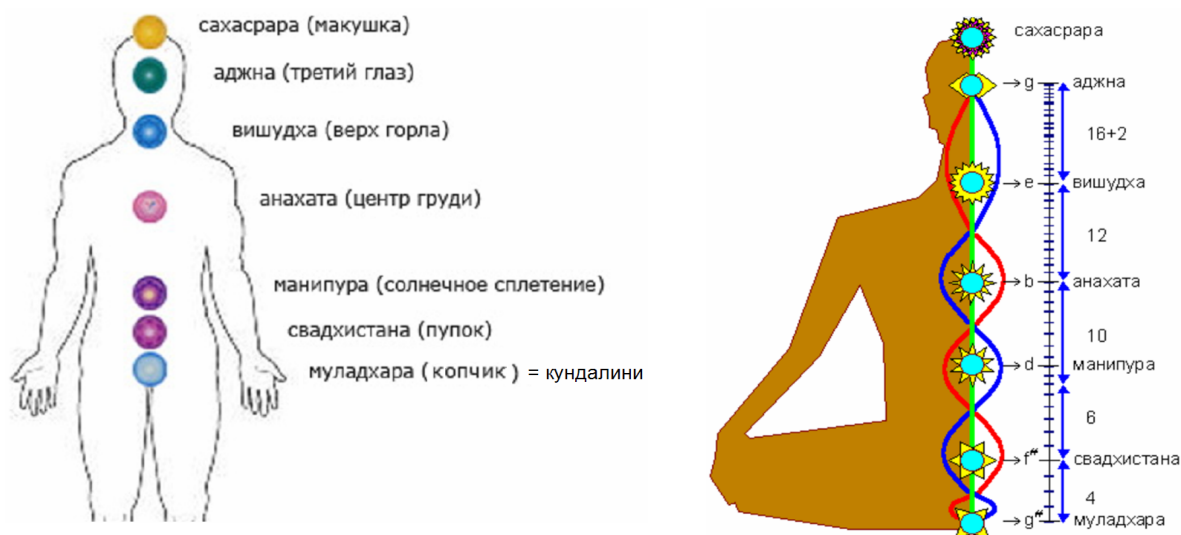 сахасрара (макушка)
аджна (третий глаз)
вишудха (верх горла)
анахата (центр груди)
манипура (солнечное сплетение)
свадхистана (пупок)
муладхара ( копчик ) = кундалини
сахасрара
g аджна
16+2
e вишудха
12
b анахата
10
d манипура
6
f# свадхистана
4
g# муладхара